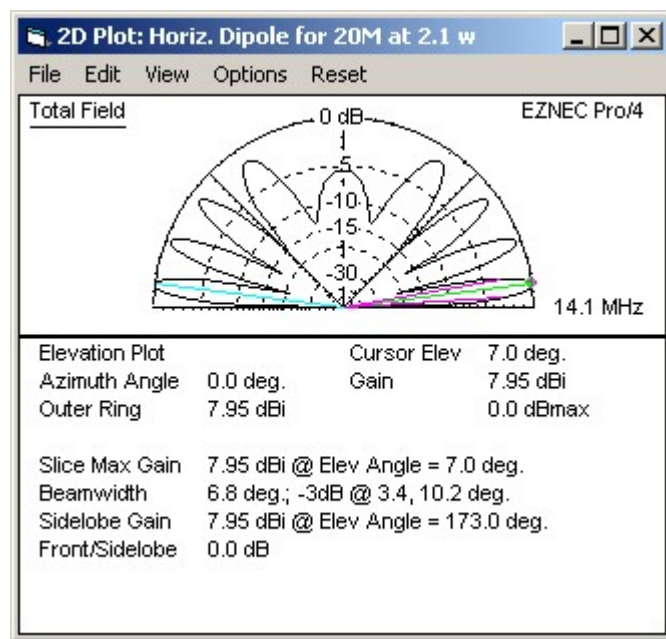 2D Plot: Horiz. Dipole for 20M at 2.1 w
File Edit View Options Reset
Total Field
EZNEC Pro/4
0 dB
-5
-10
-15
-30
14.1 MHz
Elevation Plot Cursor Elev 7.0 deg.
Azimuth Angle 0.0 deg. Gain 7.95 dBi
Outer Ring 7.95 dBi 0.0 dBmax
Slice Max Gain 7.95 dBi @ Elev Angle = 7.0 deg.
Beamwidth 6.8 deg.; -3dB @ 3.4, 10.2 deg.
Sidelobe Gain 7.95 dBi @ Elev Angle = 173.0 deg.
Front/Sidelobe 0.0 dB